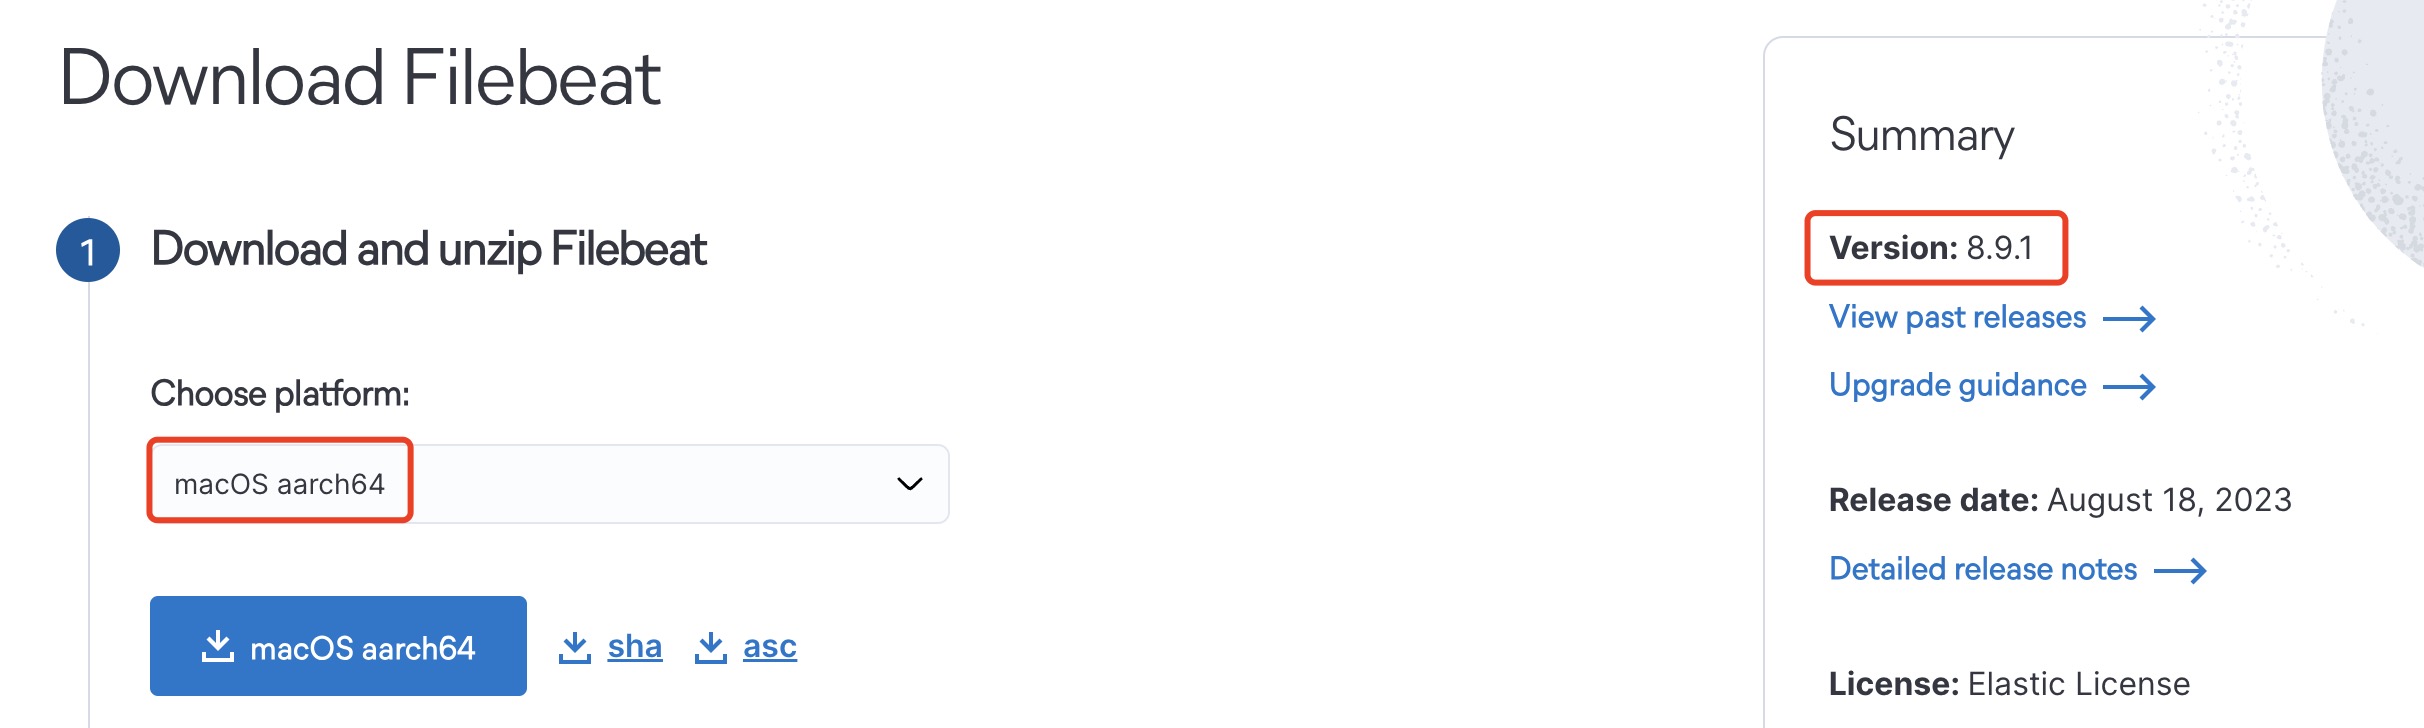 Download Filebeat
1 Download and unzip Filebeat
Choose platform:
macOS aarch64
macOS aarch64 sha asc
Summary
Version: 8.9.1
View past releases
Upgrade guidance
Release date: August 18, 2023
Detailed release notes
License: Elastic License